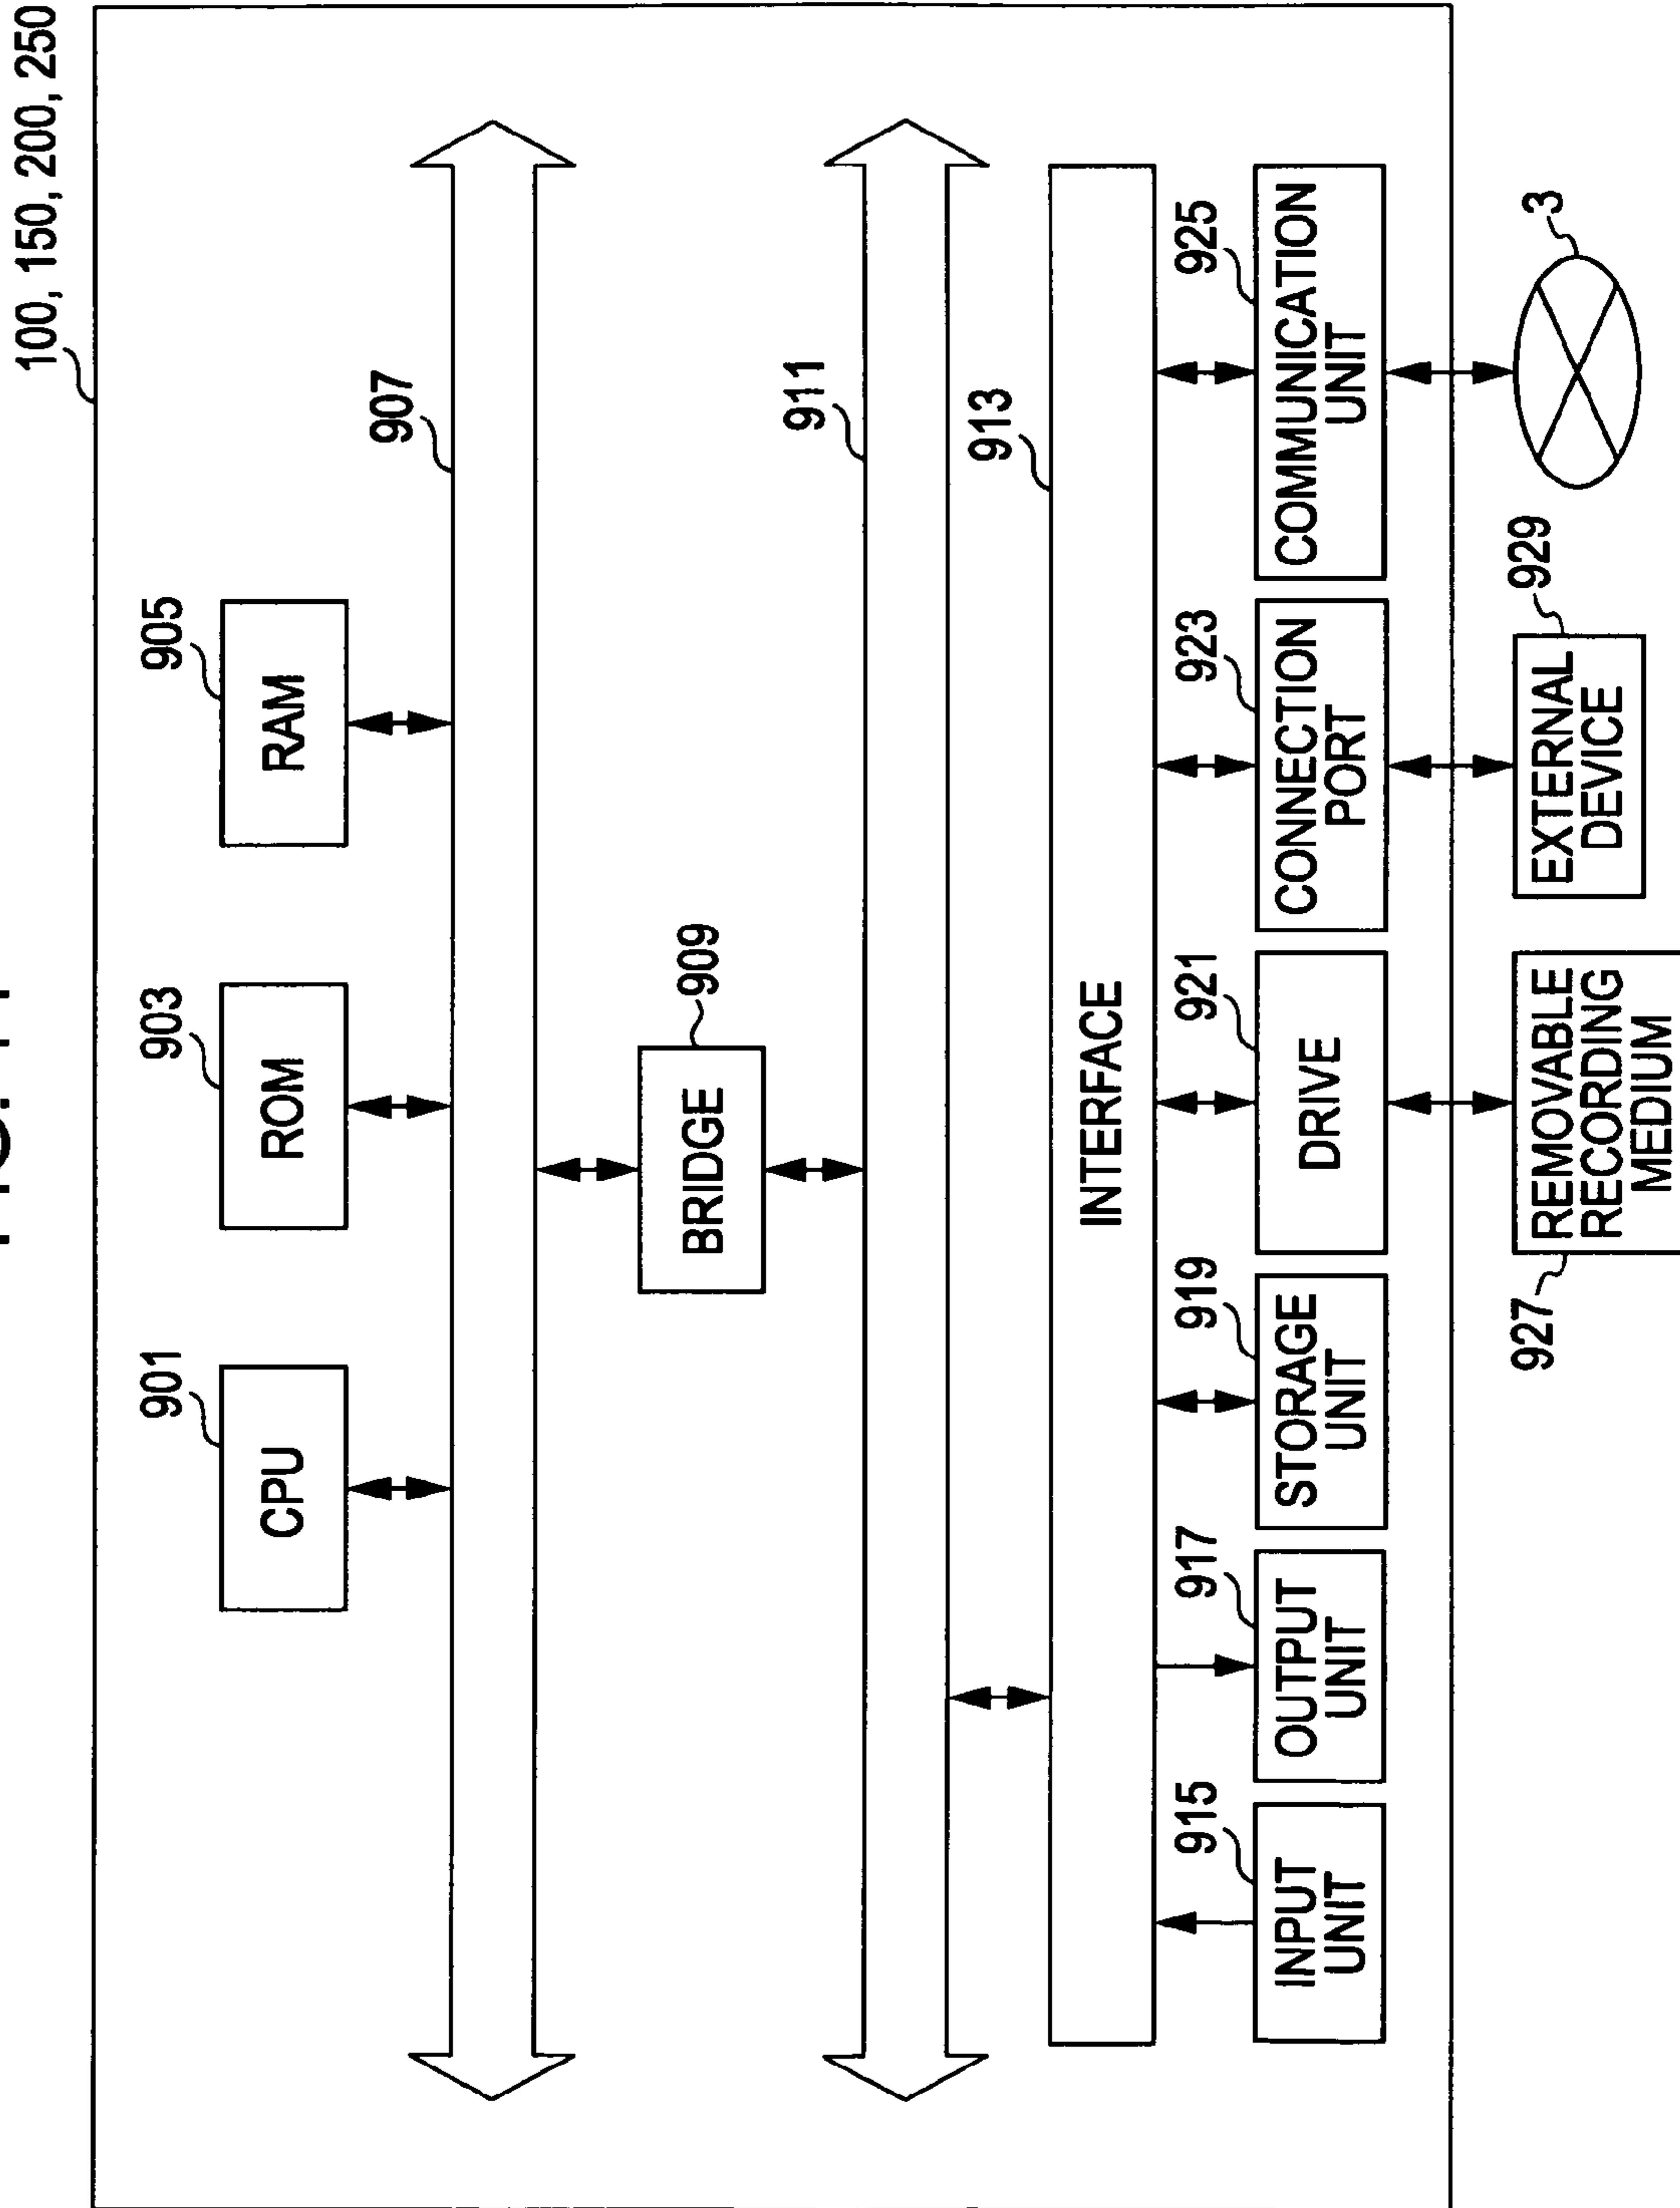 100, 150, 200, 250
901
903
905
CPU
ROM
RAM
907
909
BRIDGE
911
913
INTERFACE
915
917
919
921
923
925
INPUT
UNIT
OUTPUT
UNIT
STORAGE
UNIT
DRIVE
CONNECTION
PORT
COMMUNICATION
UNIT
927
REMOVABLE
RECORDING
MEDIUM
929
EXTERNAL
DEVICE
3